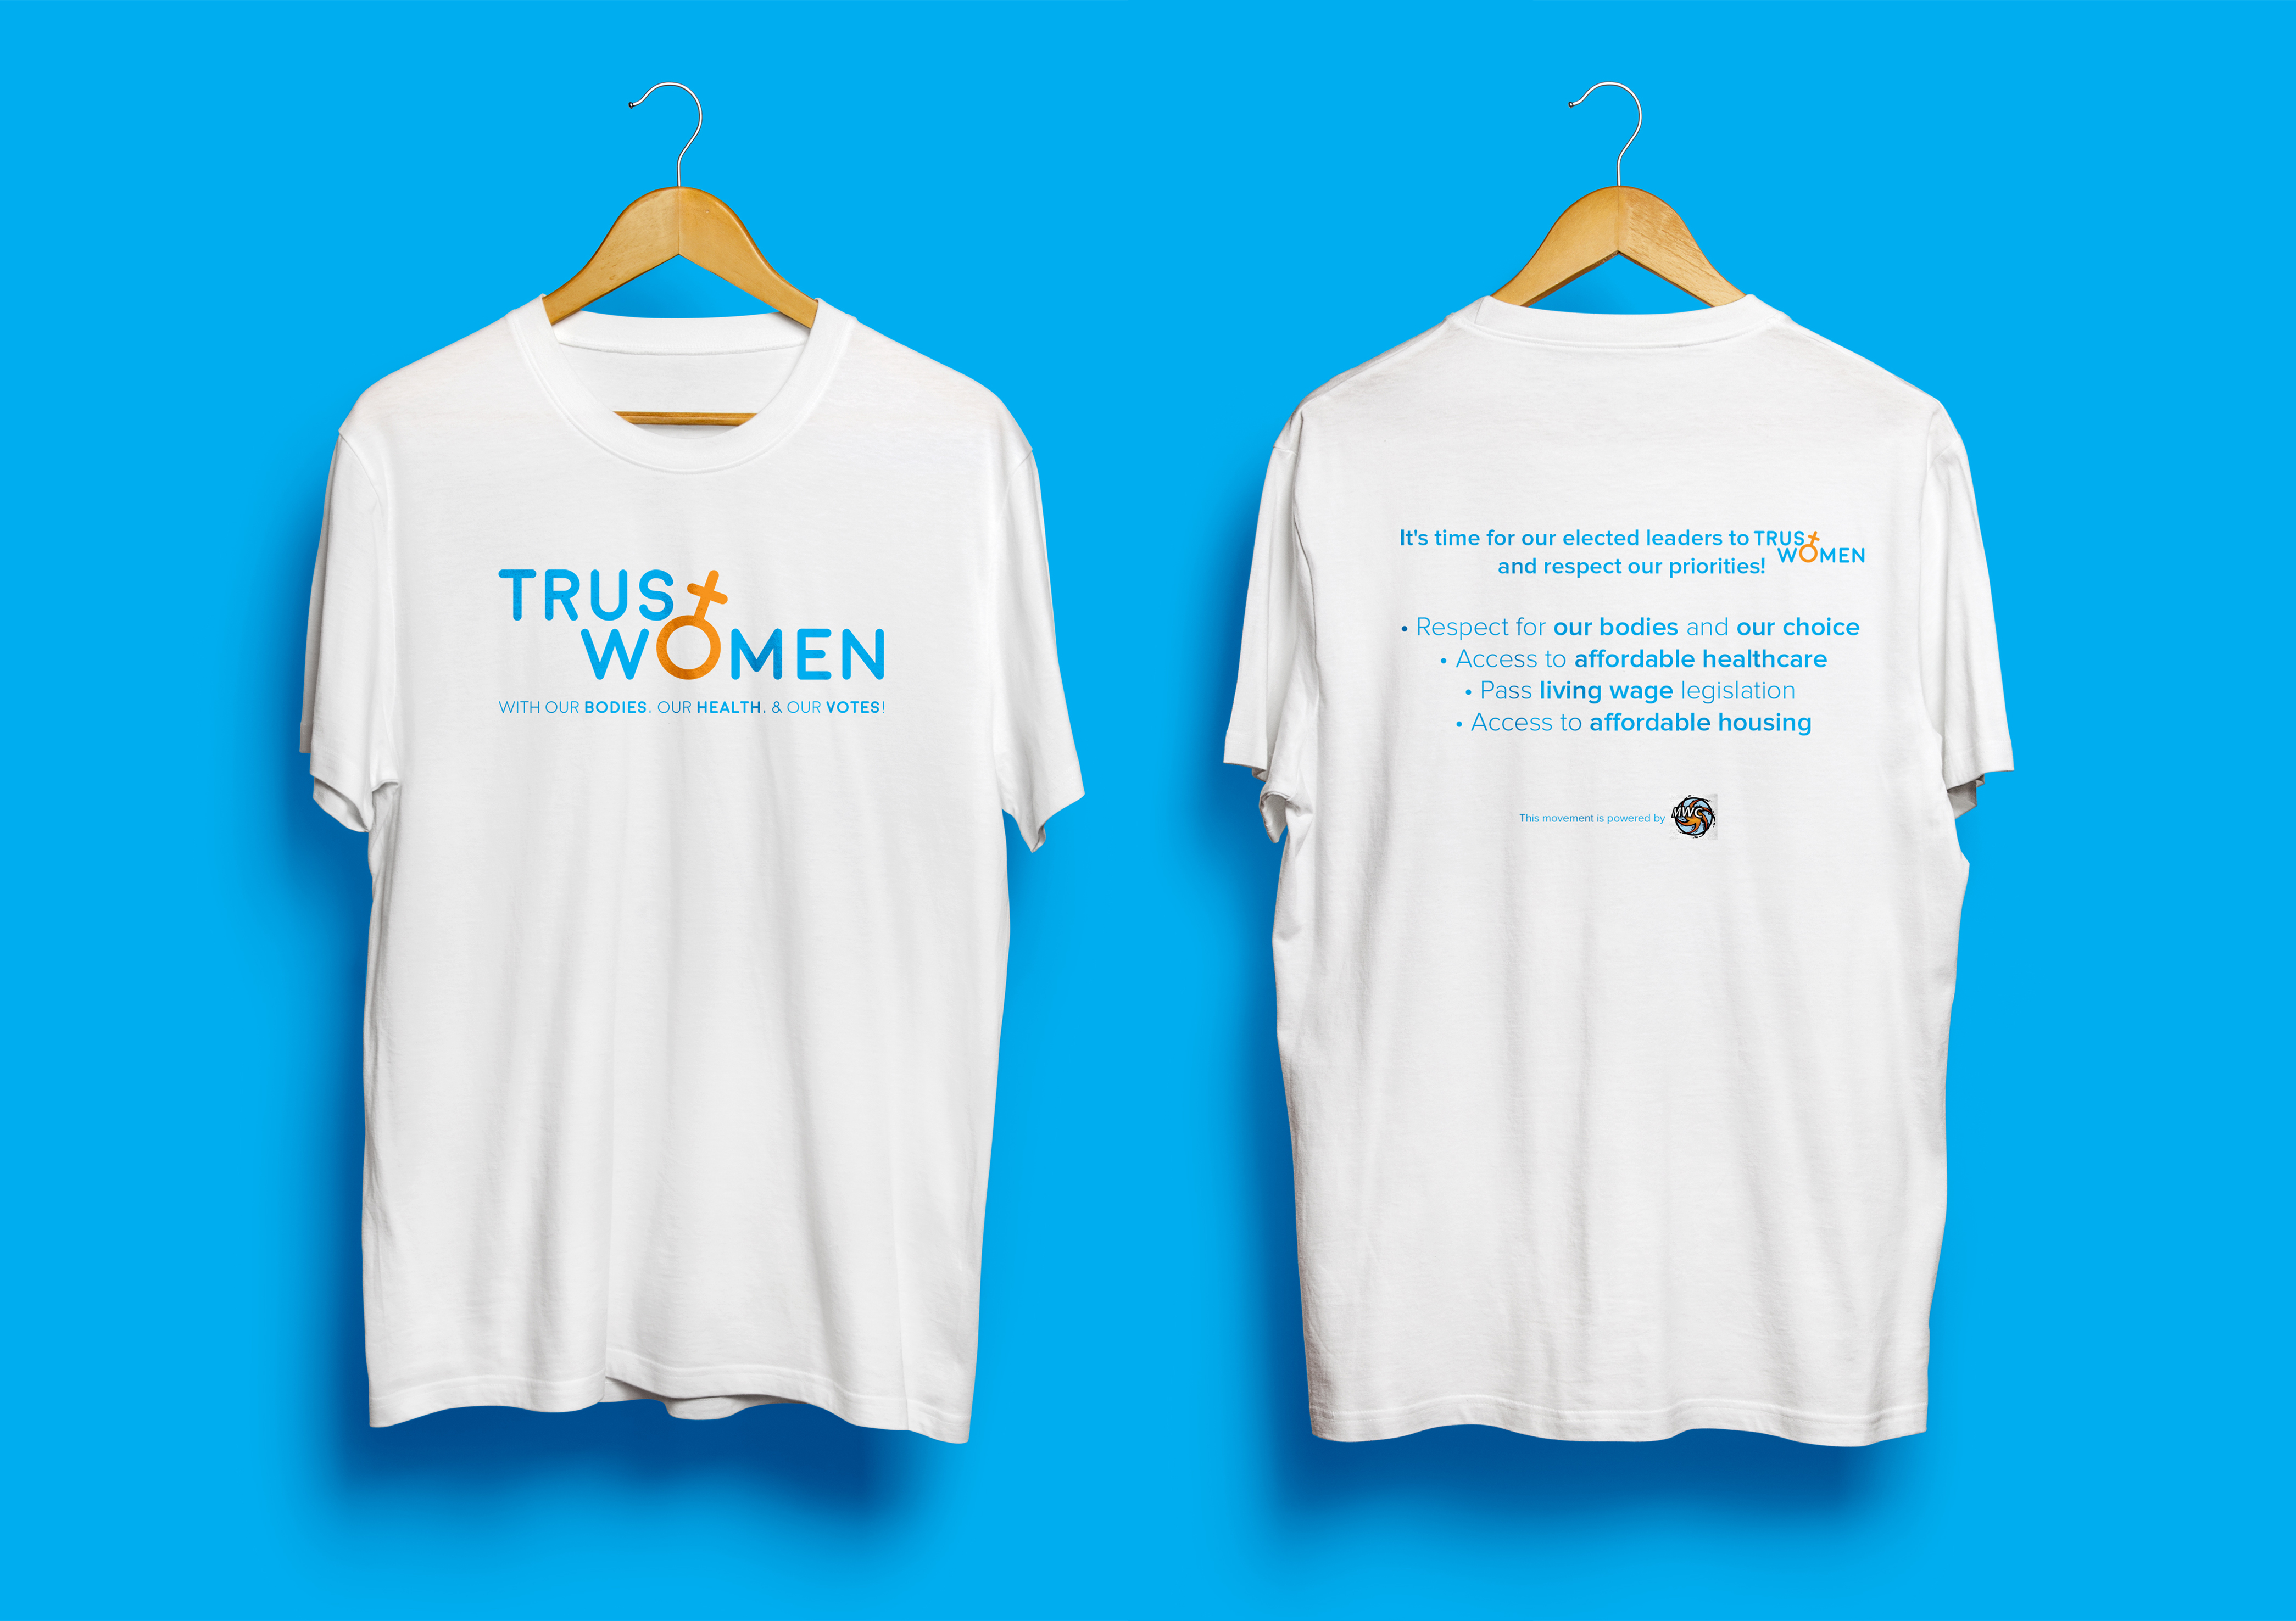 TRUST
WOMEN
WITH OUR BODIES, OUR HEALTH, & OUR VOTES!
It's time for our elected leaders to TRUST
WOMEN
and respect our priorities!
• Respect for our bodies and our choice
• Access to affordable healthcare
• Pass living wage legislation
• Access to affordable housing
This movement is powered by MWC